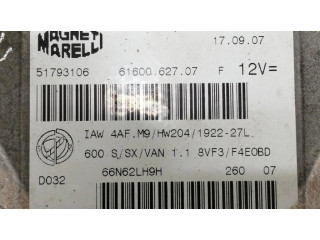 MAGNETI
MARELLI
17.09.07
51793106 61600.627.07 F 12V=
IAW 4AF.M9/HW204/1922-27L.
600 S/SX/VAN 1.1 8VF3/F4EOBD
D032 66N62LH9H 260 07